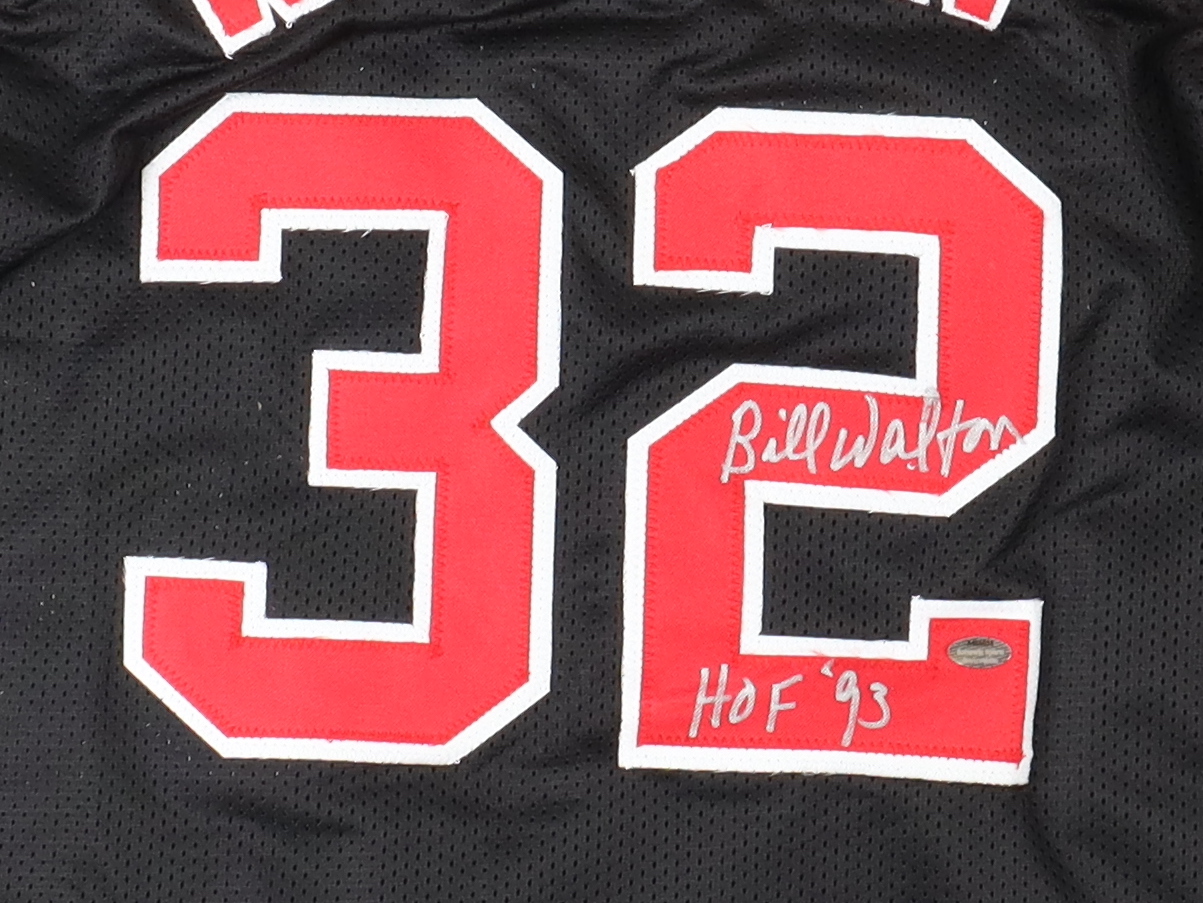 32
Bill Walton
HOF '93